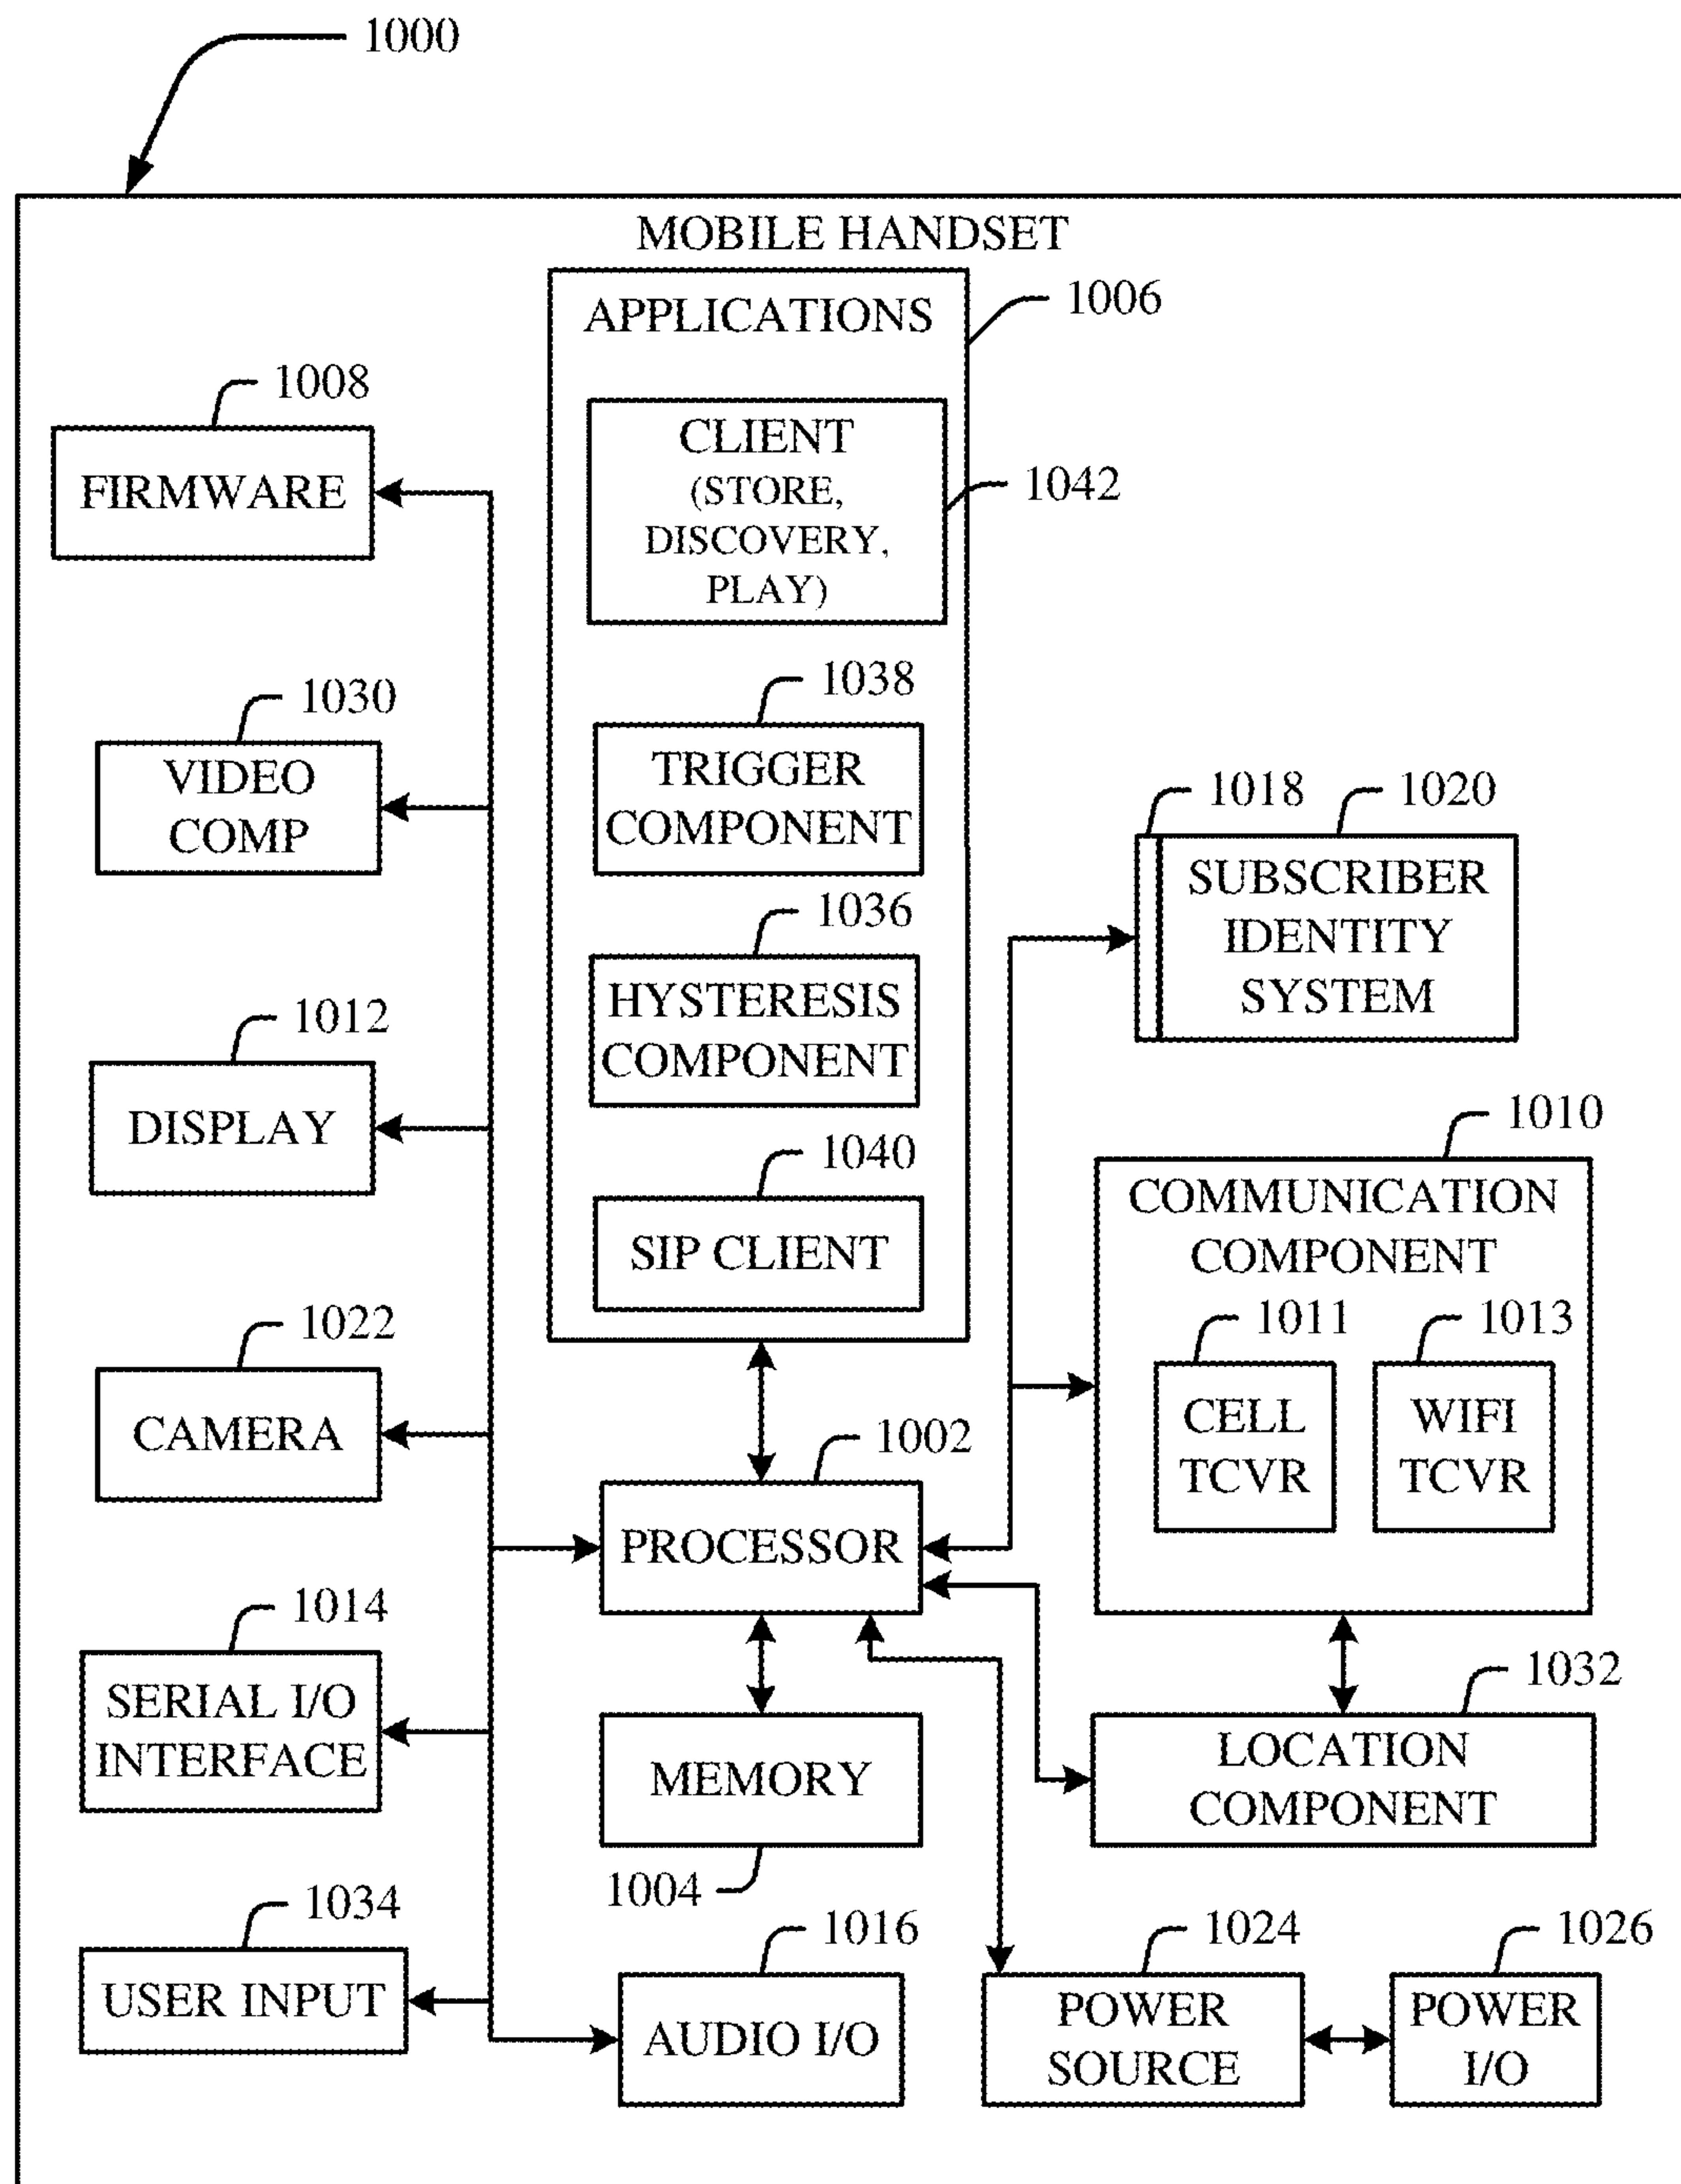 1000
MOBILE HANDSET
APPLICATIONS
1006
CLIENT
(STORE,
DISCOVERY,
PLAY)
1042
1038
TRIGGER
COMPONENT
1036
HYSTERESIS
COMPONENT
1040
SIP CLIENT
1008
FIRMWARE
1030
VIDEO
COMP
1012
DISPLAY
1022
CAMERA
1014
SERIAL I/O
INTERFACE
1034
USER INPUT
1002
PROCESSOR
MEMORY
1004
1016
AUDIO I/O
1018
1020
SUBSCRIBER
IDENTITY
SYSTEM
1010
COMMUNICATION
COMPONENT
1011
CELL
TCVR
1013
WIFI
TCVR
1032
LOCATION
COMPONENT
1024
POWER
SOURCE
1026
POWER
I/O